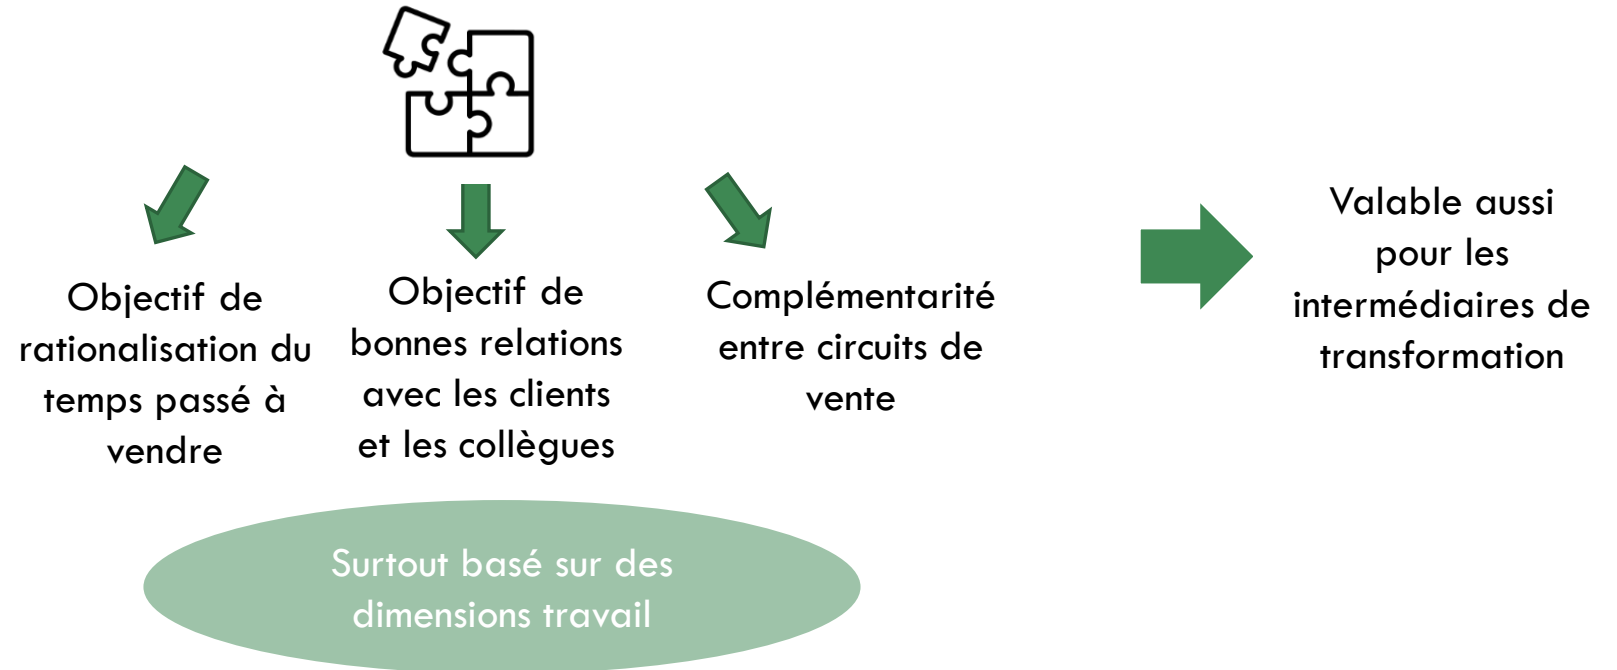 Objectif de
rationalisation du
temps passé à
vendre
Objectif de
bonnes relations
avec les clients
et les collègues
Complémentarité
entre circuits de
vente
Valable aussi
pour les
intermédiaires de
transformation
Surtout basé sur des
dimensions travail